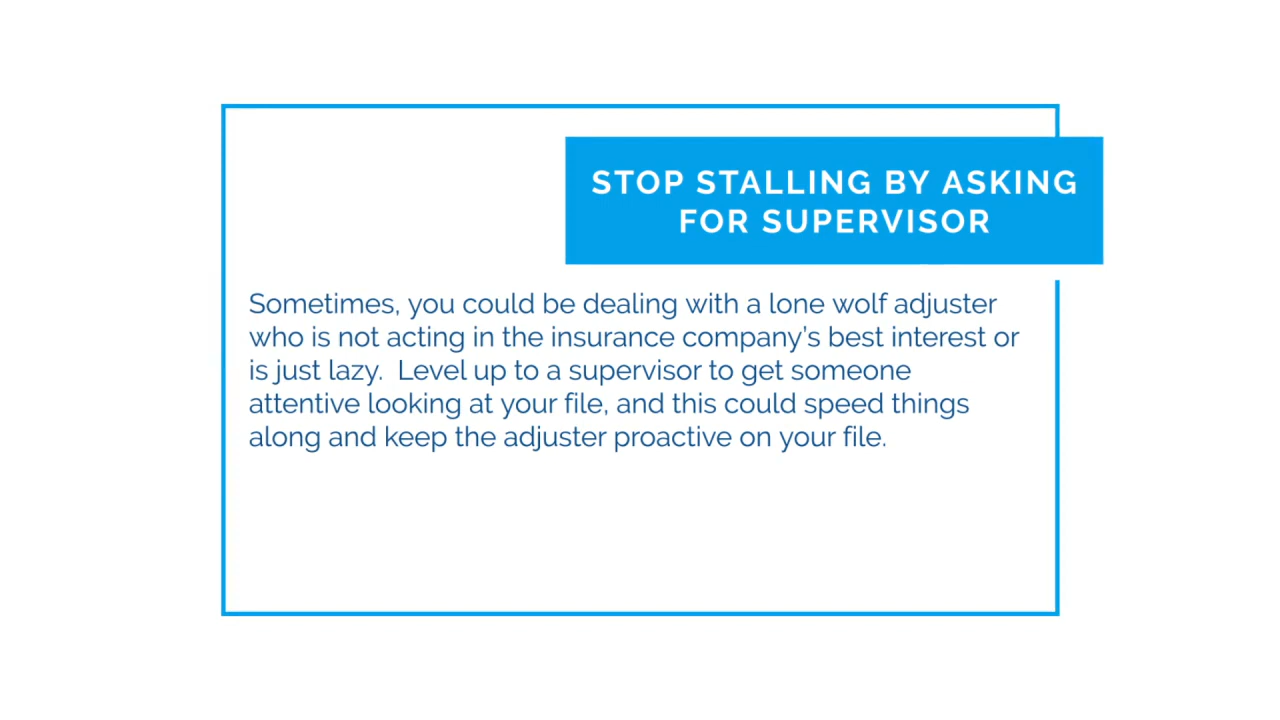 STOP STALLING BY ASKING
FOR SUPERVISOR
Sometimes, you could be dealing with a lone wolf adjuster
who is not acting in the insurance company's best interest or
is just lazy.  Level up to a supervisor to get someone
attentive looking at your file, and this could speed things
along and keep the adjuster proactive on your file.